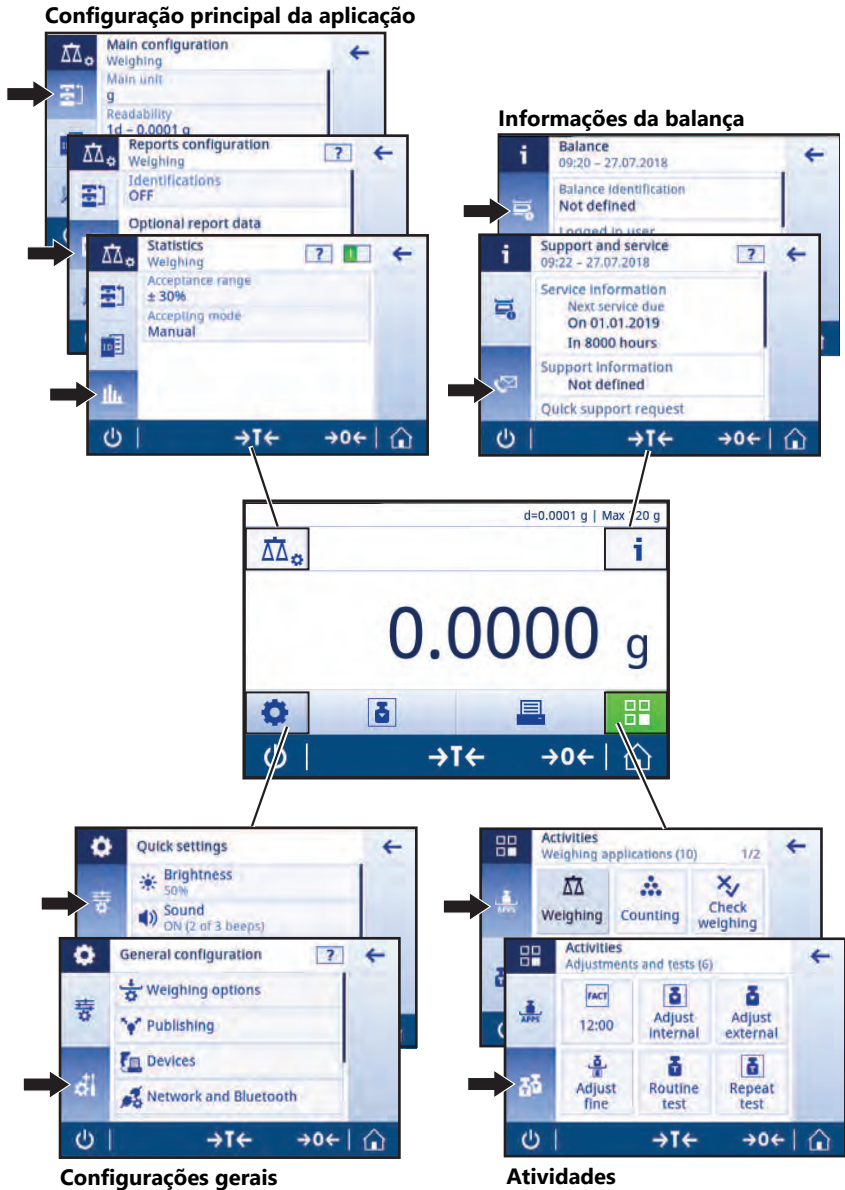 Configuração principal da aplicação
Main configuration
Weighing
Main unit
g
Readability
1d – 0.0001 g
Reports configuration
Weighing
?
Identifications
OFF
Optional report data
Statistics
Weighing
?
Acceptance range
± 30%
Accepting mode
Manual
→T←
→0←
Informações da balança
Balance
09:20 – 27.07.2018
Balance identification
Not defined
Logged in user
Support and service
09:22 – 27.07.2018
?
Service information
Next service due
On 01.01.2019
In 8000 hours
Support information
Not defined
Quick support request
→T←
→0←
d=0.0001 g | Max 120 g
i
0.0000 g
→T←
→0←
Quick settings
Brightness
50%
Sound
ON (2 of 3 beeps)
General configuration
?
Weighing options
Publishing
Devices
Network and Bluetooth
→T←
→0←
Configurações gerais
Activities
Weighing applications (10) 1/2
APPS
Weighing
Counting
Check
weighing
Activities
Adjustments and tests (6)
APPS
FACT
12:00
Adjust
internal
Adjust
external
Adjust
fine
Routine
test
Repeat
test
→T←
→0←
Atividades